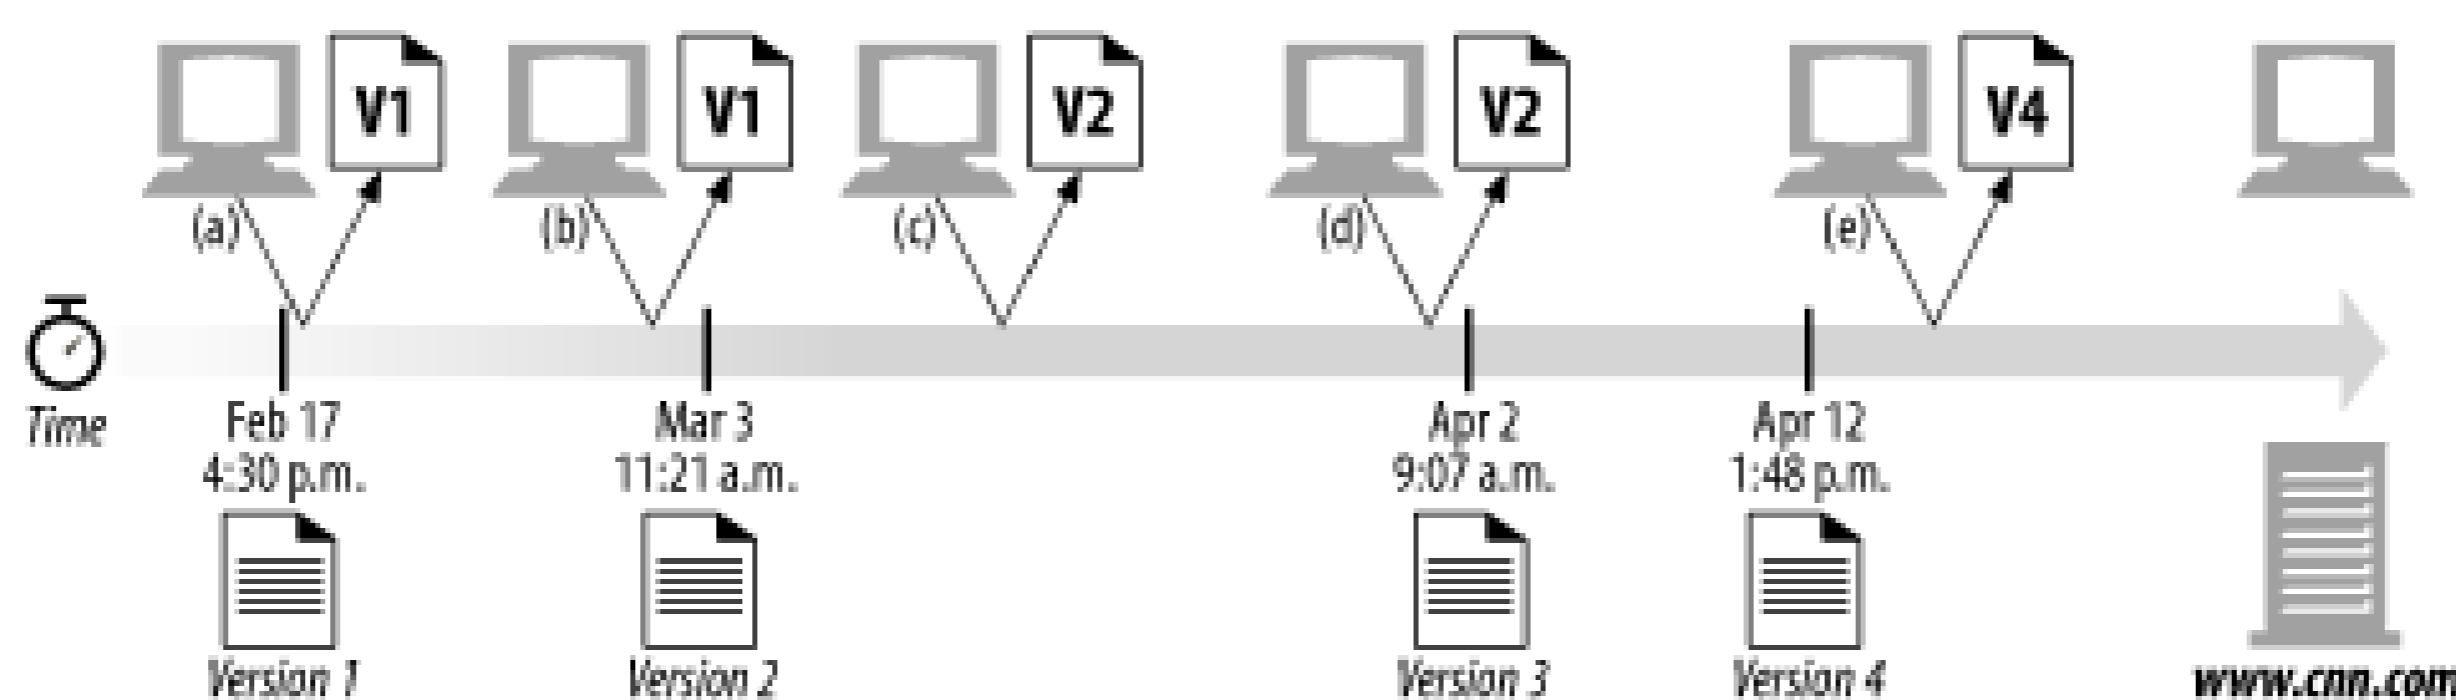 V1
V1
V2
V2
V4
(a)
(b)
(c)
(d)
(e)
Time
Feb 17
4:30 p.m.
Mar 3
11:21 a.m.
Apr 2
9:07 a.m.
Apr 12
1:48 p.m.
Version 1
Version 2
Version 3
Version 4
www.cnn.com